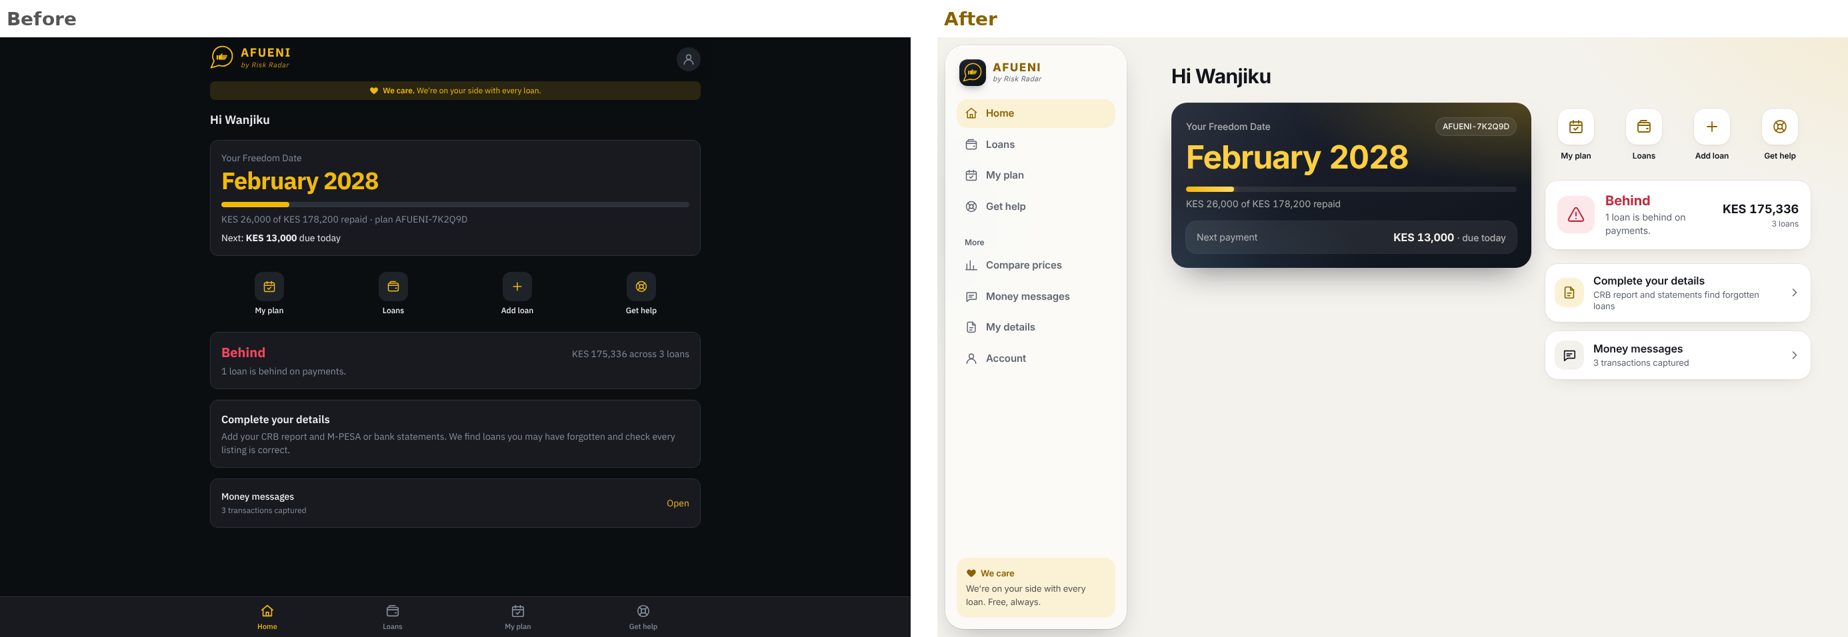 Before
AFUENI
by Risk Radar
We care. We're on your side with every loan.
Hi Wanjiku
Your Freedom Date
February 2028
KES 26,000 of KES 178,200 repaid · plan AFUENI-7K2Q9D
Next: KES 13,000 due today
My plan
Loans
Add loan
Get help
Behind
KES 175,336 across 3 loans
1 loan is behind on payments.
Complete your details
Add your CRB report and M-PESA or bank statements. We find loans you may have forgotten and check every
listing is correct.
Money messages
3 transactions captured
Open
Home
Loans
My plan
Get help
After
AFUENI
by Risk Radar
Home
Loans
My plan
Get help
More
Compare prices
Money messages
My details
Account
We care
We're on your side with every
loan. Free, always.
Hi Wanjiku
Your Freedom Date
AFUENI-7K2Q9D
February 2028
KES 26,000 of KES 178,200 repaid
Next payment
KES 13,000 · due today
My plan
Loans
Add loan
Get help
Behind
1 loan is behind on
payments.
KES 175,336
3 loans
Complete your details
CRB report and statements find forgotten
loans
Money messages
3 transactions captured